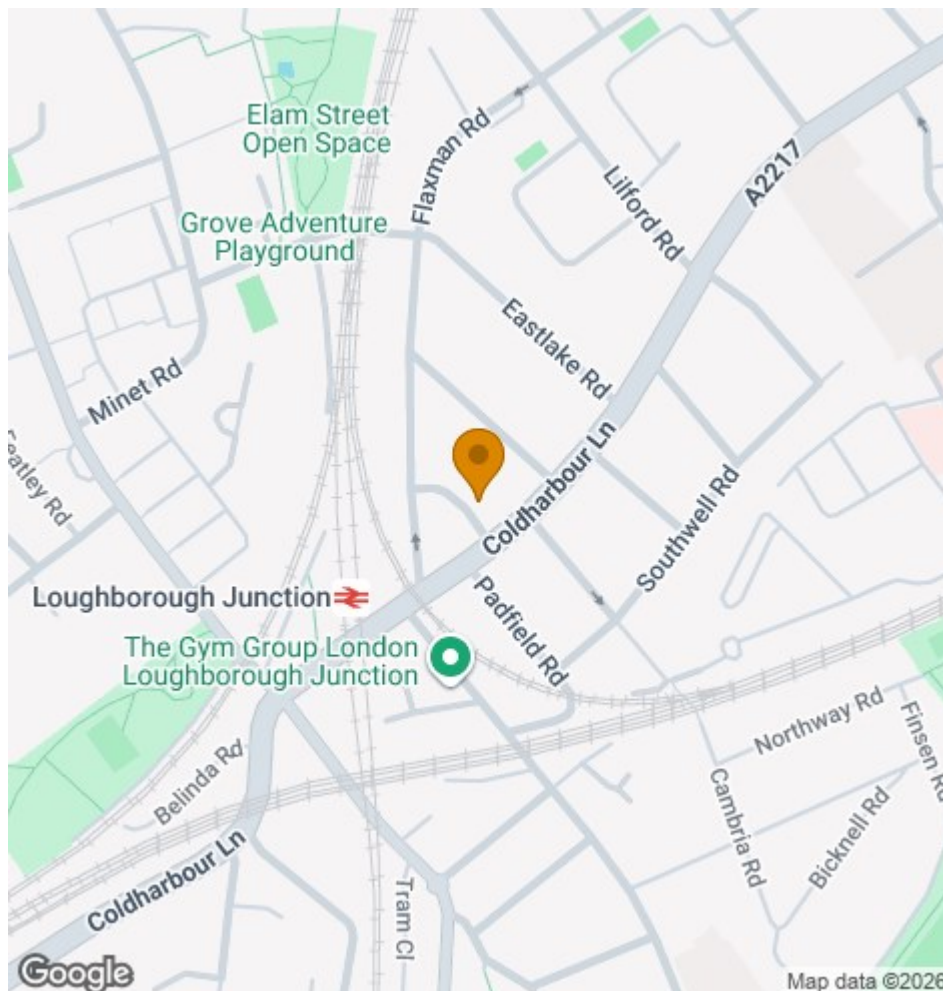 Elam Street
Open Space
Flaxman Rd
A2217
Lilford Rd
Grove Adventure
Playground
Eastlake Rd
Minet Rd
Coldharbour Ln
Southwell Rd
Loughborough Junction
Padfield Rd
The Gym Group London
Loughborough Junction
Northway Rd
Finsen Rd
Belinda Rd
Cambria Rd
Bicknell Rd
Coldharbour Ln
Tram Cl
Google
Map data ©2026